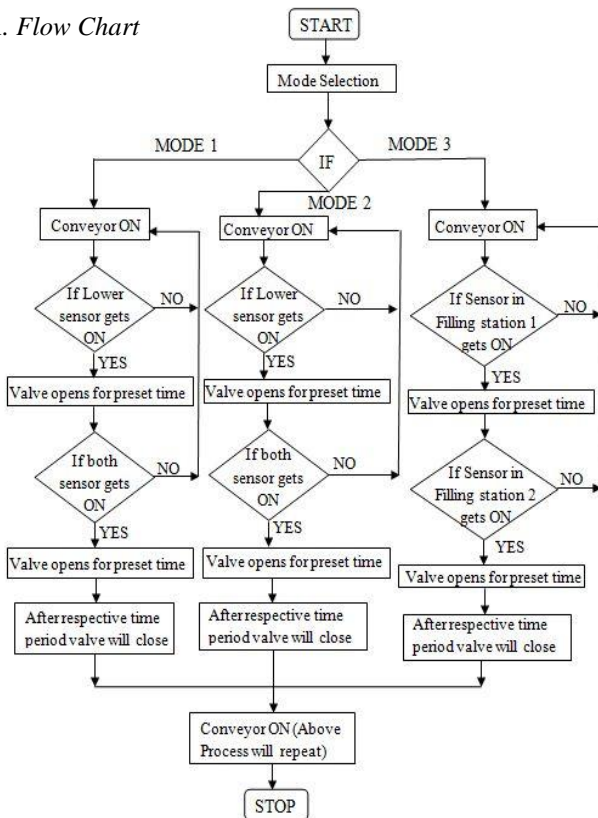 . Flow Chart
START
Mode Selection
IF
MODE 1
MODE 3
MODE 2
Conveyor ON
If Lower
sensor gets
ON
NO
YES
Valve opens for preset time
If both
sensor gets
ON
NO
YES
Valve opens for preset time
After respective time
period valve will close
Conveyor ON
If Lower
sensor gets
ON
NO
YES
Valve opens for preset time
If both
sensor gets
ON
NO
YES
Valve opens for preset time
After respective time
period valve will close
Conveyor ON
If Sensor in
Filling station 1
gets ON
NO
YES
Valve opens for preset time
If Sensor in
Filling station 2
gets ON
NO
YES
Valve opens for preset time
After respective time
period valve will close
Conveyor ON (Above
Process will repeat)
STOP